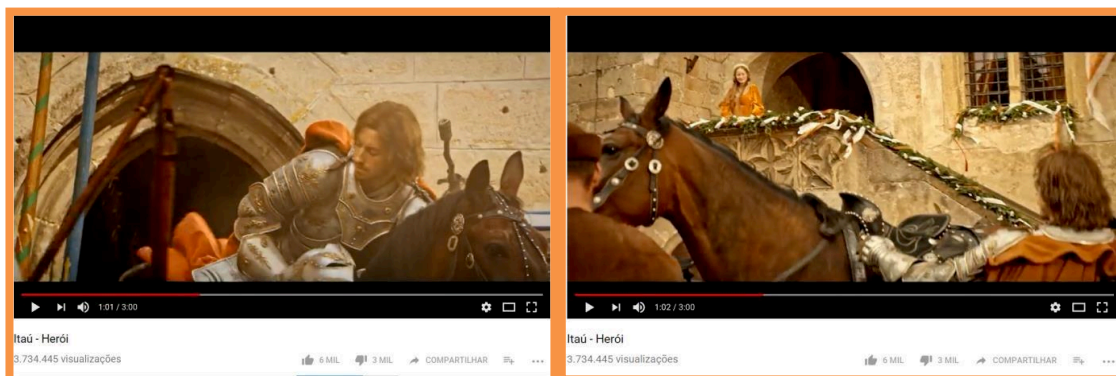 1:01 / 3:00
Itaú - Herói
3.734.445 visualizações
6 MIL 3 MIL COMPARTILHAR
1:02 / 3:00
Itaú - Herói
3.734.445 visualizações
6 MIL 3 MIL COMPARTILHAR